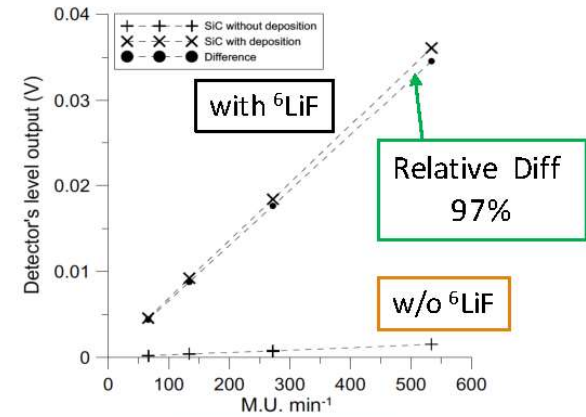 0.04
SiC without deposition
SiC with deposition
Difference
with ⁶LiF
0.03
Relative Diff
97%
Detector's level output (V)
0.02
0.01
w/o ⁶LiF
0
0 100 200 300 400 500 600
M.U. min⁻¹